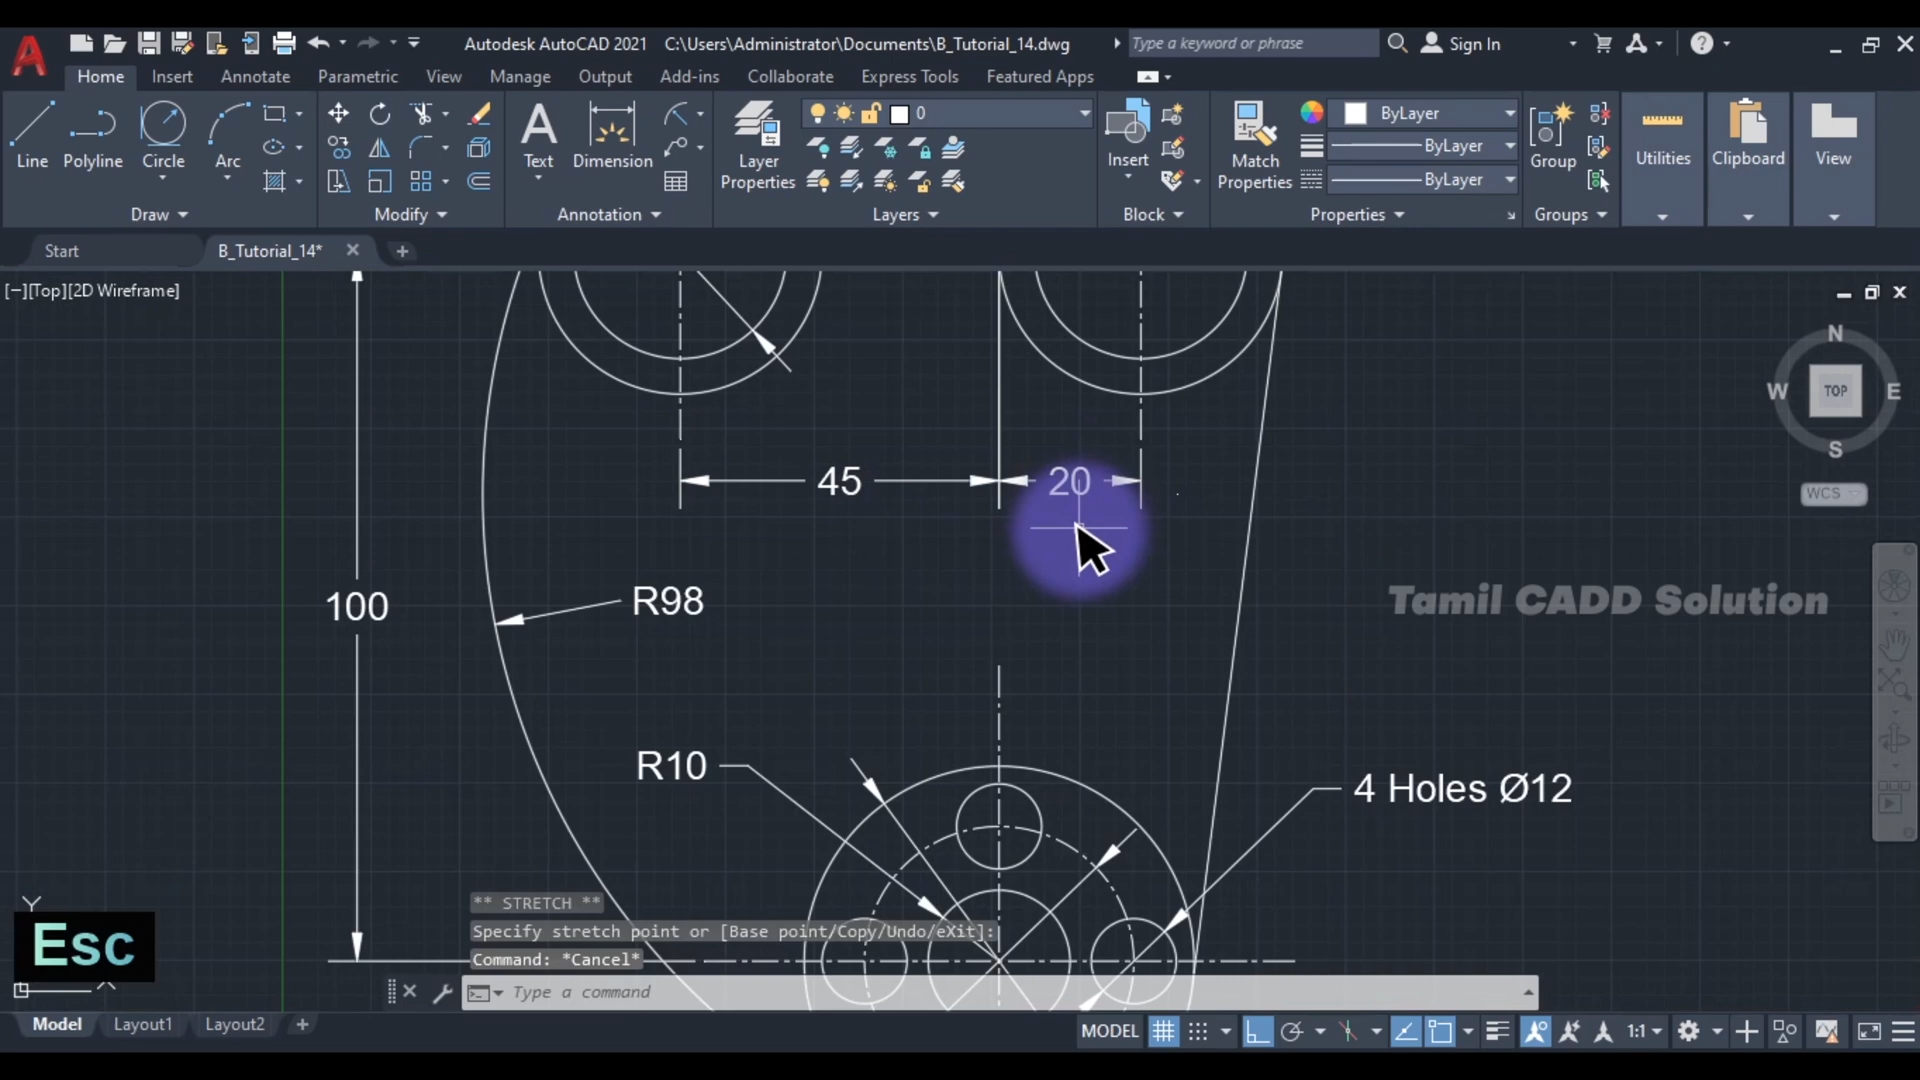 Autodesk AutoCAD 2021 C:\Users\Administrator\Documents\B_Tutorial_14.dwg
Type a keyword or phrase
Sign In
Home Insert Annotate Parametric View Manage Output Add-ins Collaborate Express Tools Featured Apps
Line Polyline Circle Arc
Text Dimension
Layer Properties
0
Insert
Match Properties
ByLayer
ByLayer
ByLayer
Group
Utilities
Clipboard
View
Draw Modify Annotation Layers Block Properties Groups
Start B_Tutorial_14*
[−][Top][2D Wireframe]
N
W TOP E
S
WCS
45 20
100
R98
Tamil CADD Solution
R10
4 Holes Ø12
** STRETCH **
Specify stretch point or [Base point/Copy/Undo/eXit]:
Command: *Cancel*
Type a command
Y
Esc
Model Layout1 Layout2
MODEL
1:1